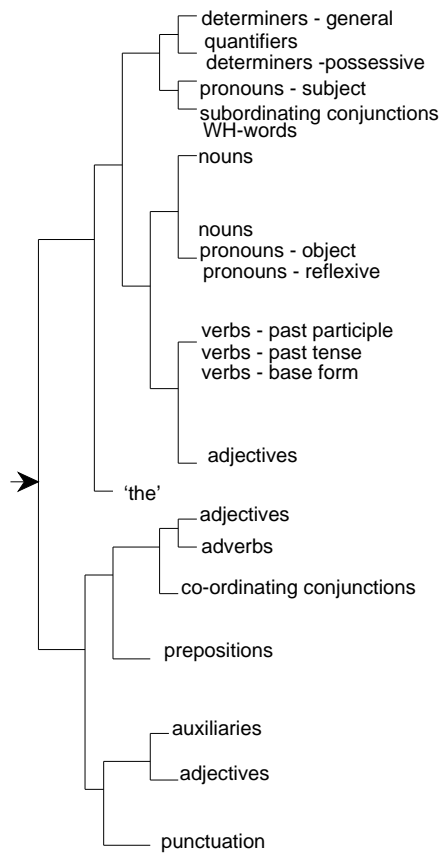 determiners - general
quantifiers
determiners -possessive
pronouns - subject
subordinating conjunctions
WH-words
nouns
nouns
pronouns - object
pronouns - reflexive
verbs - past participle
verbs - past tense
verbs - base form
adjectives
‘the’
adjectives
adverbs
co-ordinating conjunctions
prepositions
auxiliaries
adjectives
punctuation